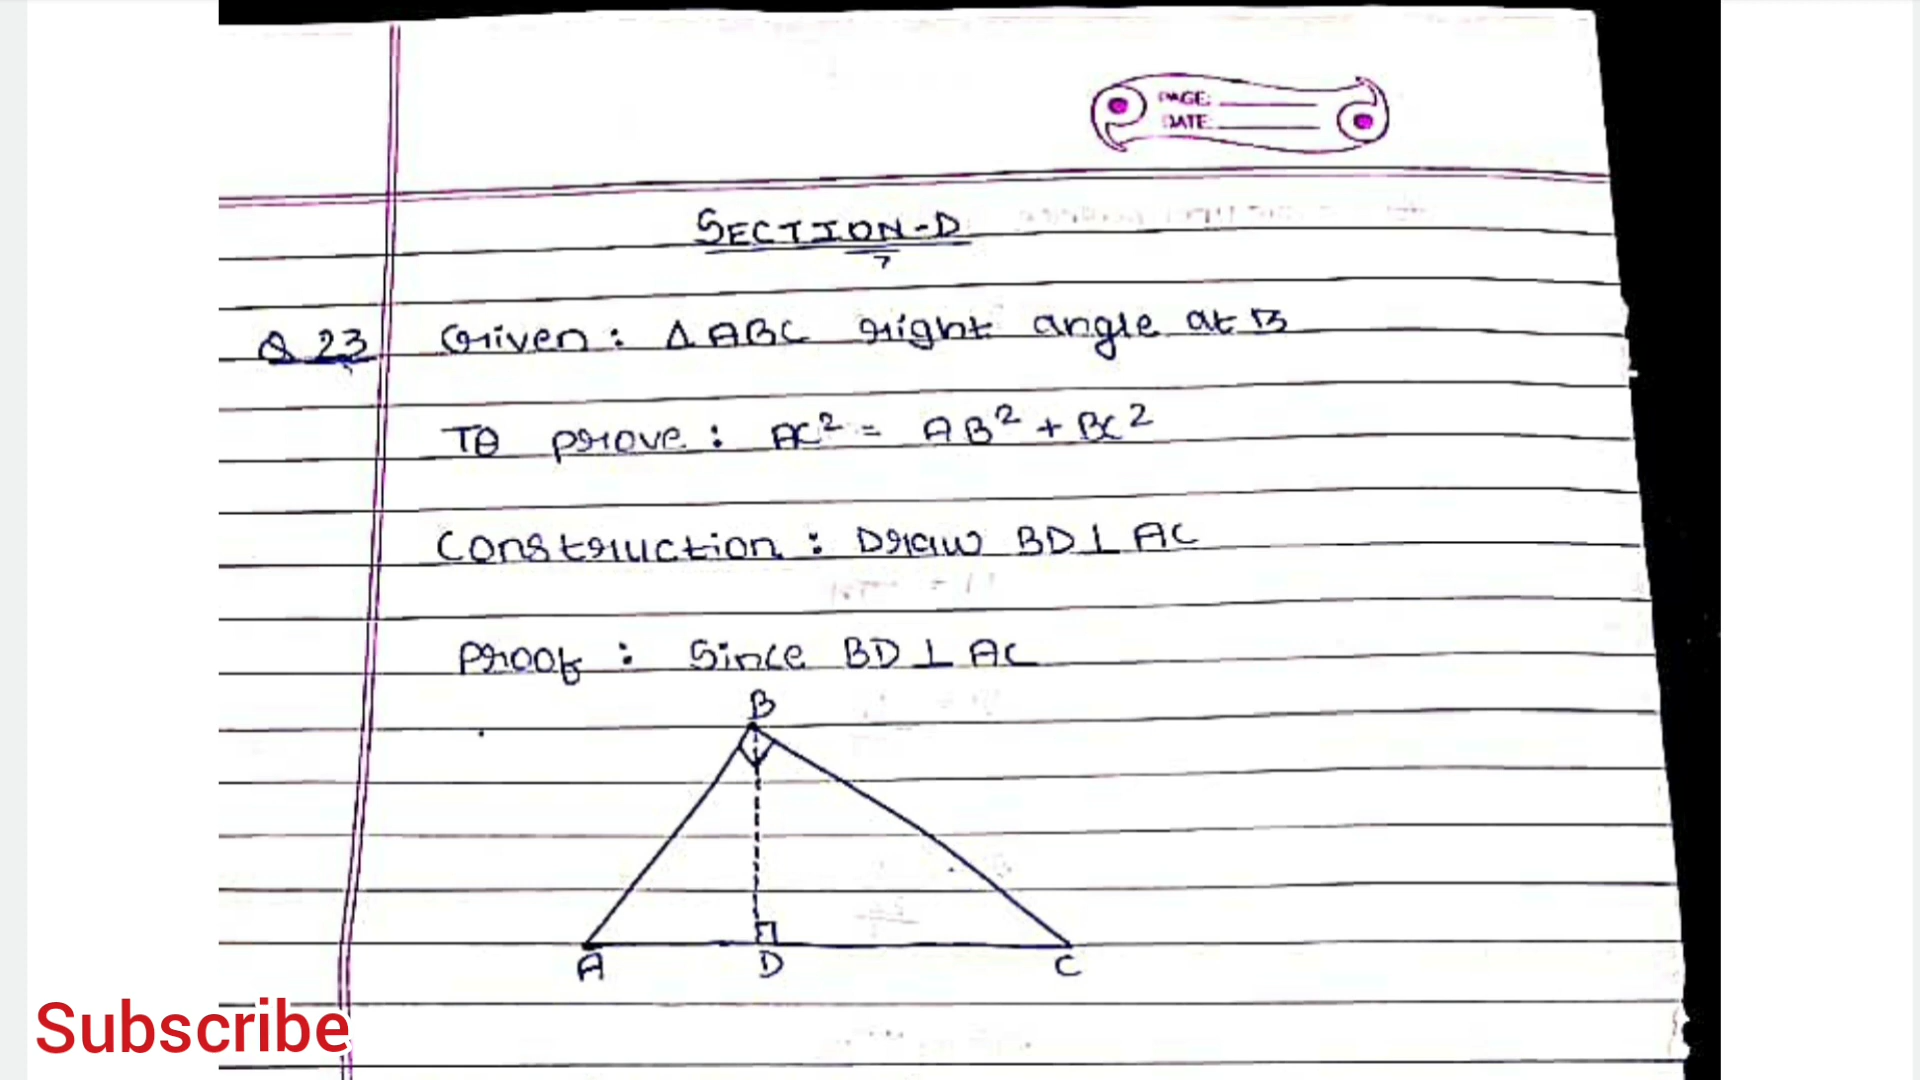 PAGE:
DATE:
SECTION-D
Q 23 Given: △ ABC right angle at B
To prove: AC² = AB² + BC²
Construction: Draw BD ⊥ AC
Proof: Since BD ⊥ AC
B
A D C
Subscribe